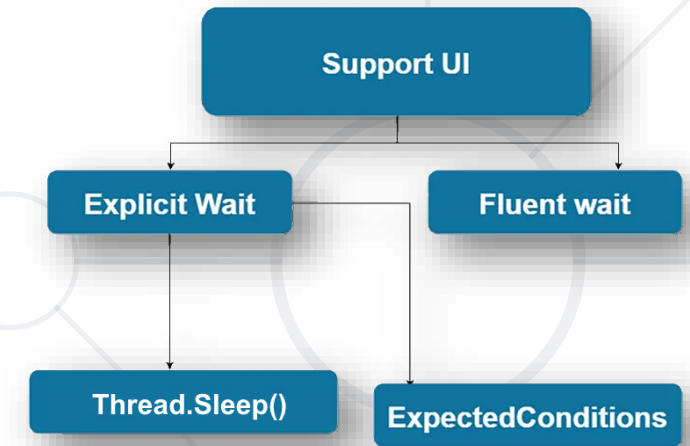 Support UI
Explicit Wait
Fluent wait
Thread.Sleep()
ExpectedConditions